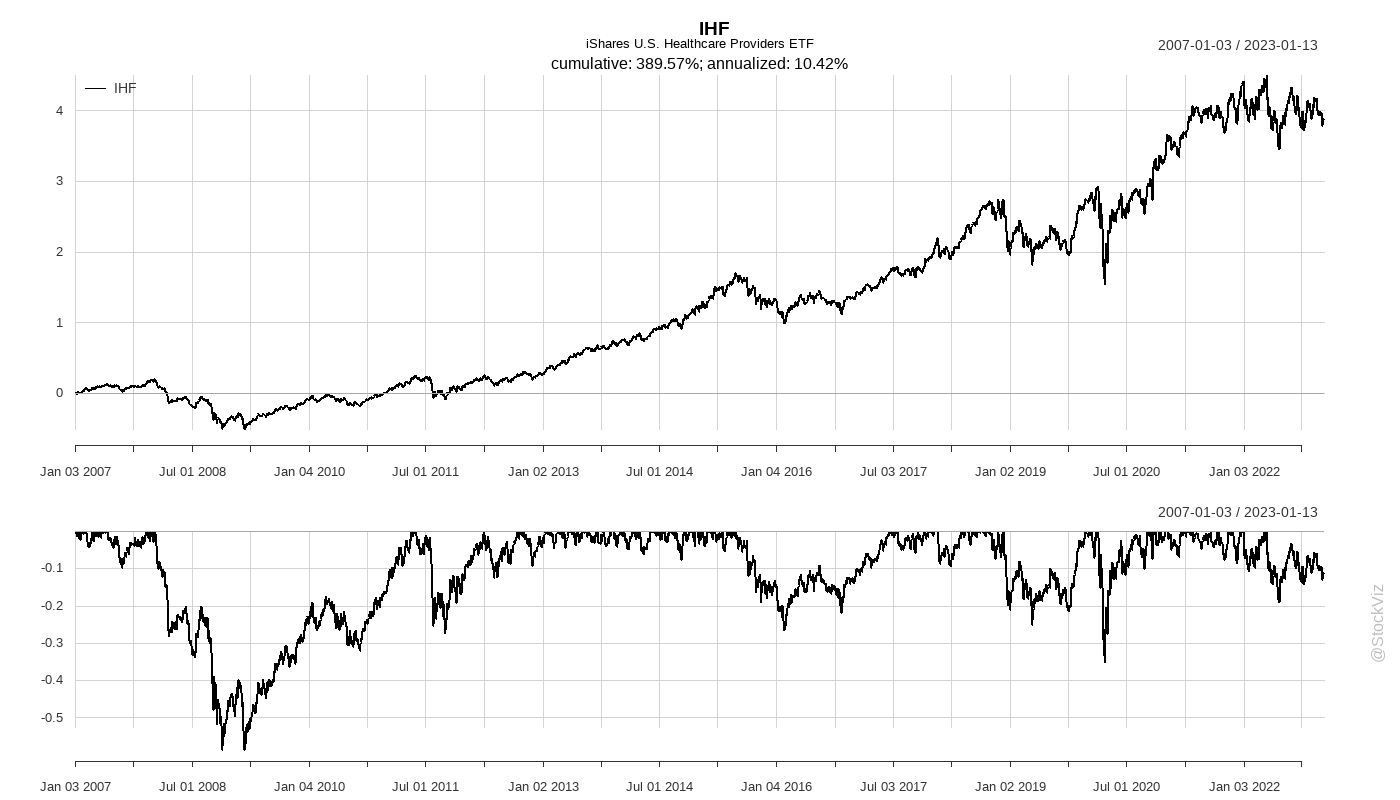 IHF
iShares U.S. Healthcare Providers ETF
2007-01-03 / 2023-01-13
cumulative: 389.57%; annualized: 10.42%
IHF
4
3
2
1
0
Jan 03 2007 Jul 01 2008 Jan 04 2010 Jul 01 2011 Jan 02 2013 Jul 01 2014 Jan 04 2016 Jul 03 2017 Jan 02 2019 Jul 01 2020 Jan 03 2022
2007-01-03 / 2023-01-13
-0.1
-0.2
-0.3
-0.4
-0.5
Jan 03 2007 Jul 01 2008 Jan 04 2010 Jul 01 2011 Jan 02 2013 Jul 01 2014 Jan 04 2016 Jul 03 2017 Jan 02 2019 Jul 01 2020 Jan 03 2022
@StockViz